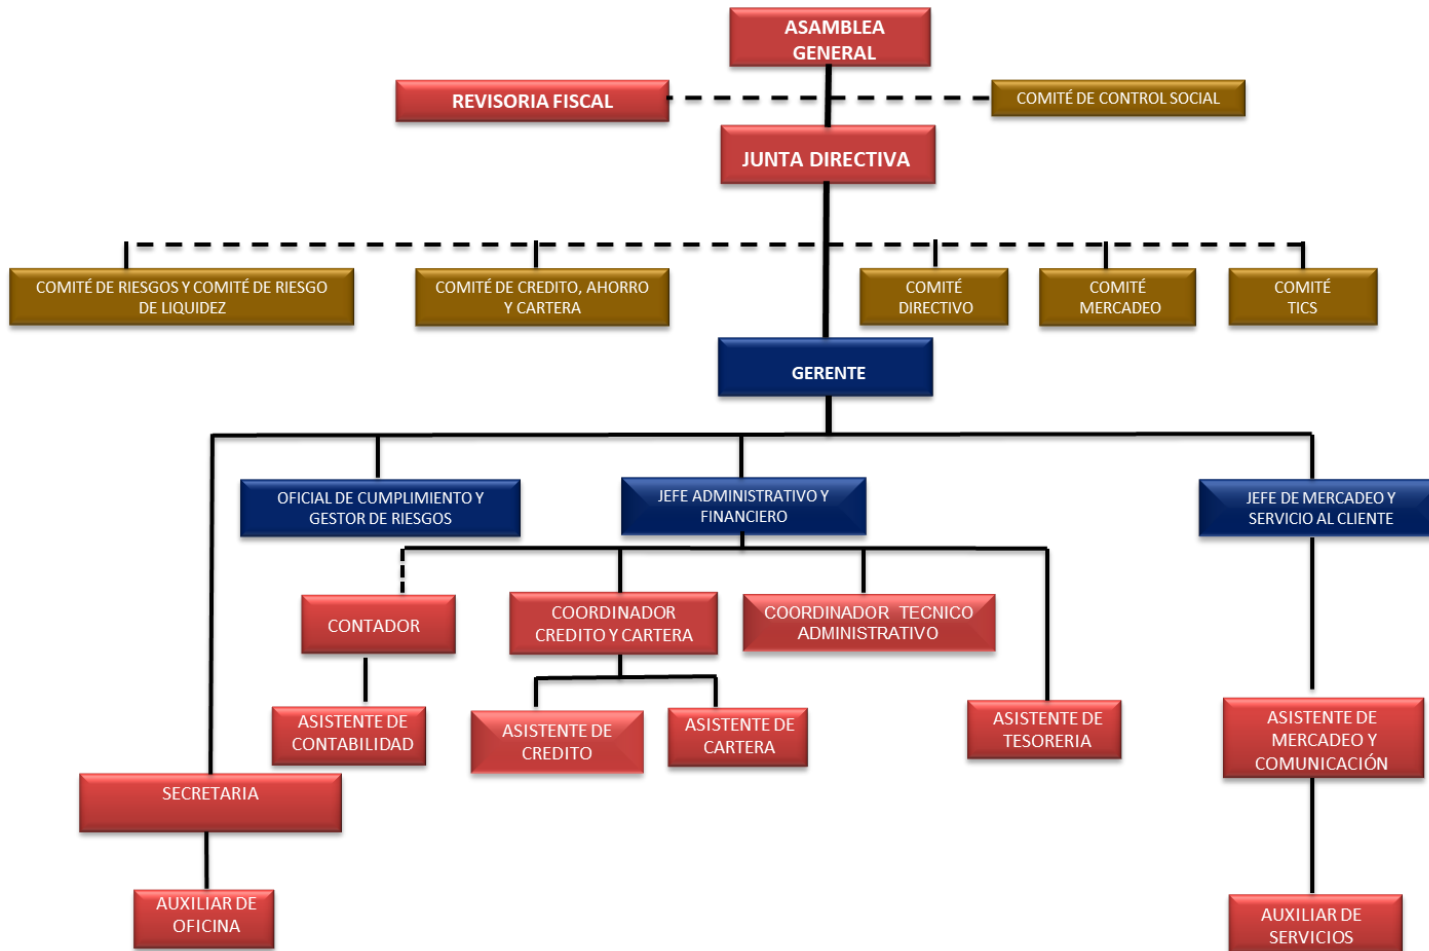 ASAMBLEA
GENERAL
REVISORIA FISCAL
COMITÉ DE CONTROL SOCIAL
JUNTA DIRECTIVA
COMITÉ DE RIESGOS Y COMITÉ DE RIESGO
DE LIQUIDEZ
COMITÉ DE CREDITO, AHORRO
Y CARTERA
COMITÉ
DIRECTIVO
COMITÉ
MERCADEO
COMITÉ
TICS
GERENTE
OFICIAL DE CUMPLIMIENTO Y
GESTOR DE RIESGOS
JEFE ADMINISTRATIVO Y
FINANCIERO
JEFE DE MERCADEO Y
SERVICIO AL CLIENTE
CONTADOR
COORDINADOR
CREDITO Y CARTERA
COORDINADOR TECNICO
ADMINISTRATIVO
ASISTENTE DE
CONTABILIDAD
ASISTENTE DE
CREDITO
ASISTENTE DE
CARTERA
ASISTENTE DE
TESORERIA
ASISTENTE DE
MERCADEO Y
COMUNICACIÓN
SECRETARIA
AUXILIAR DE
OFICINA
AUXILIAR DE
SERVICIOS